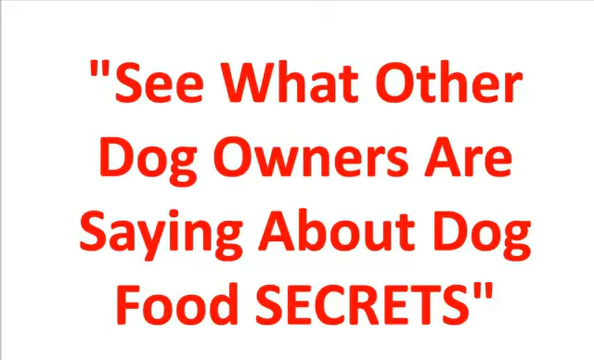 "See What Other
Dog Owners Are
Saying About Dog
Food SECRETS"